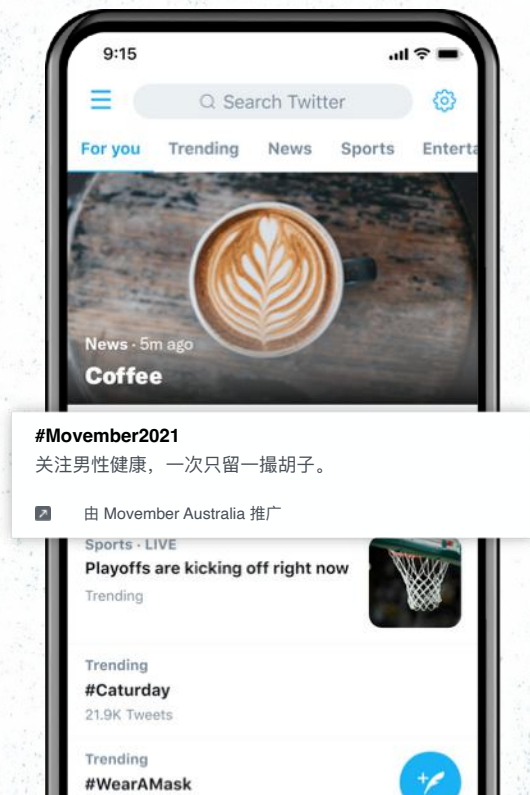 9:15
Search Twitter
For you Trending News Sports Enterta
News · 5m ago
Coffee
#Movember2021
关注男性健康，一次只留一撮胡子。
由 Movember Australia 推广
Sports · LIVE
Playoffs are kicking off right now
Trending
Trending
#Caturday
21.9K Tweets
Trending
#WearAMask